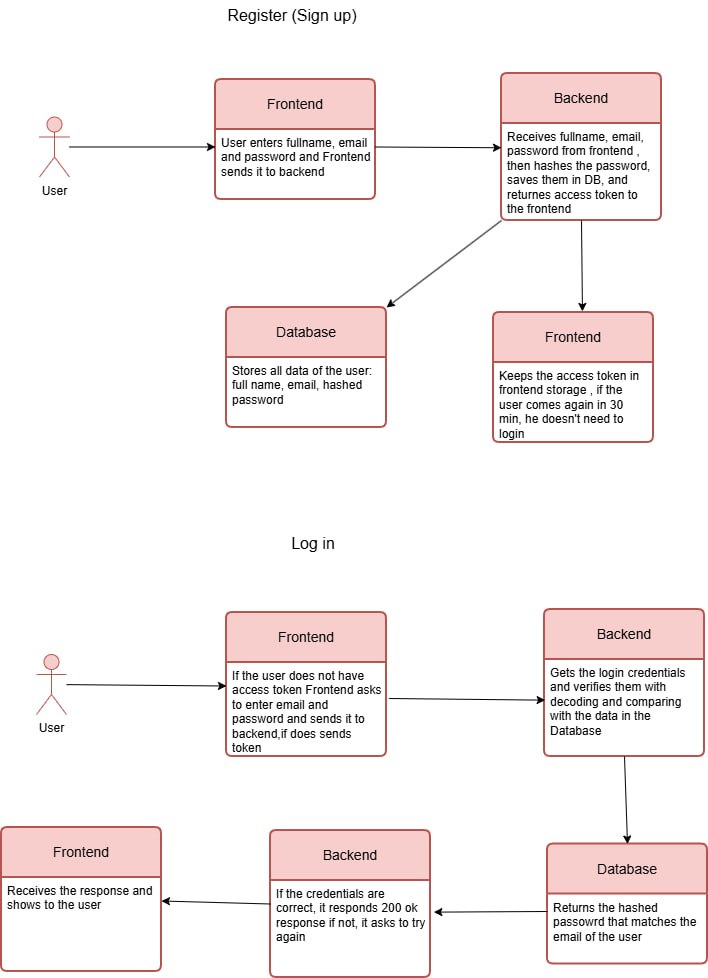 Register (Sign up)
Frontend
User enters fullname, email
and password and Frontend
sends it to backend
Backend
Receives fullname, email,
password from frontend ,
then hashes the password,
saves them in DB, and
returnes access token to
the frontend
User
Database
Stores all data of the user:
full name, email, hashed
password
Frontend
Keeps the access token in
frontend storage , if the
user comes again in 30
min, he doesn't need to
login
Log in
Frontend
If the user does not have
access token Frontend asks
to enter email and
password and sends it to
backend,if does sends
token
Backend
Gets the login credentials
and verifies them with
decoding and comparing
with the data in the
Database
User
Frontend
Receives the response and
shows to the user
Backend
If the credentials are
correct, it responds 200 ok
response if not, it asks to try
again
Database
Returns the hashed
passowrd that matches the
email of the user